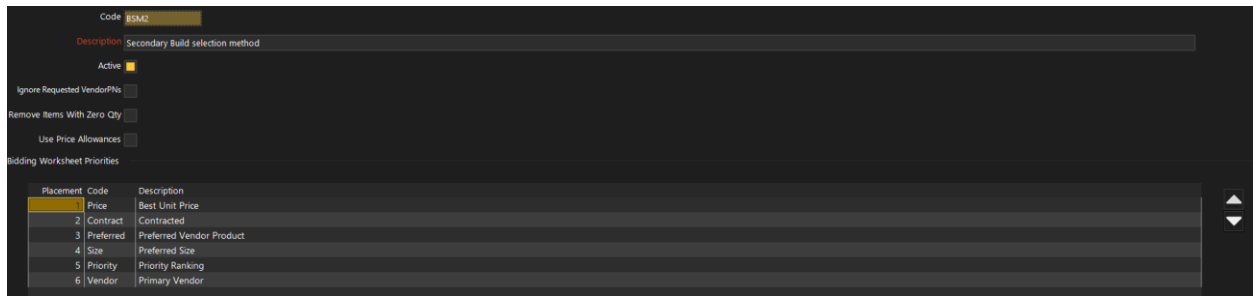 Code BSM2
Description Secondary Build selection method
Active
Ignore Requested VendorPNs
Remove Items With Zero Qty
Use Price Allowances
Bidding Worksheet Priorities
Placement Code Description
1 Price Best Unit Price
2 Contract Contracted
3 Preferred Preferred Vendor Product
4 Size Preferred Size
5 Priority Priority Ranking
6 Vendor Primary Vendor